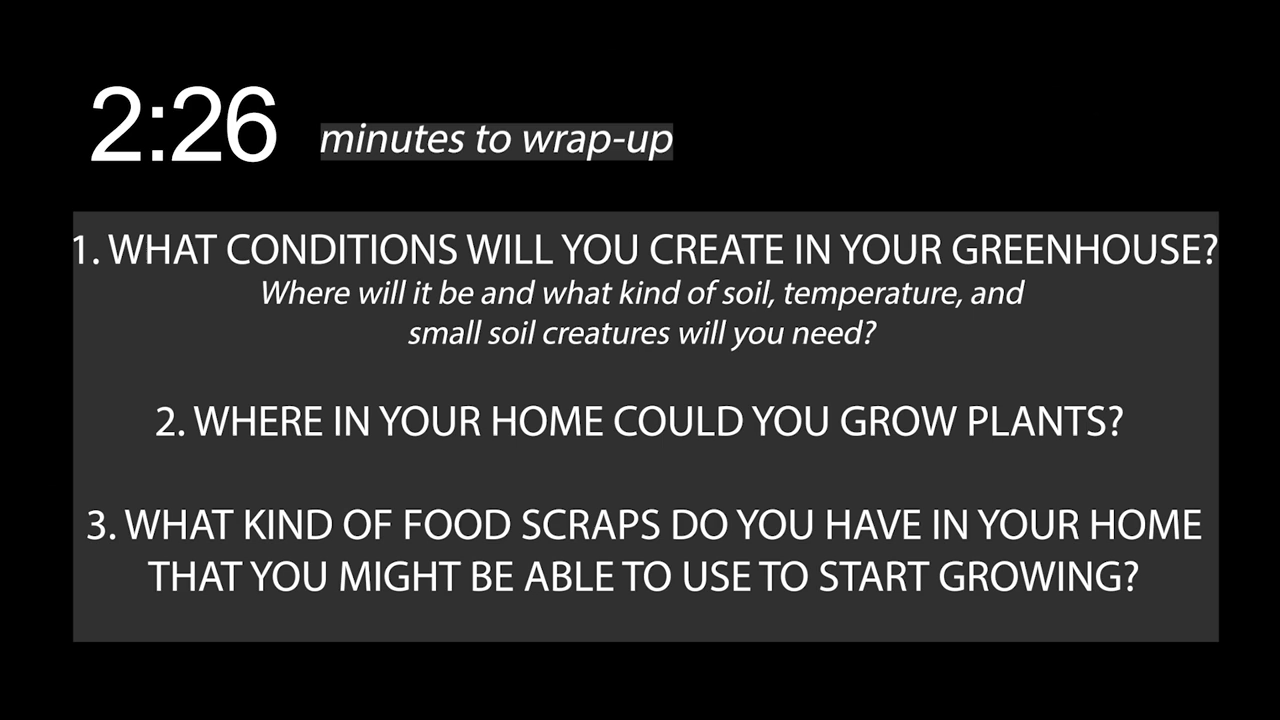 2:26 minutes to wrap-up
1. WHAT CONDITIONS WILL YOU CREATE IN YOUR GREENHOUSE?
Where will it be and what kind of soil, temperature, and
small soil creatures will you need?
2. WHERE IN YOUR HOME COULD YOU GROW PLANTS?
3. WHAT KIND OF FOOD SCRAPS DO YOU HAVE IN YOUR HOME
THAT YOU MIGHT BE ABLE TO USE TO START GROWING?